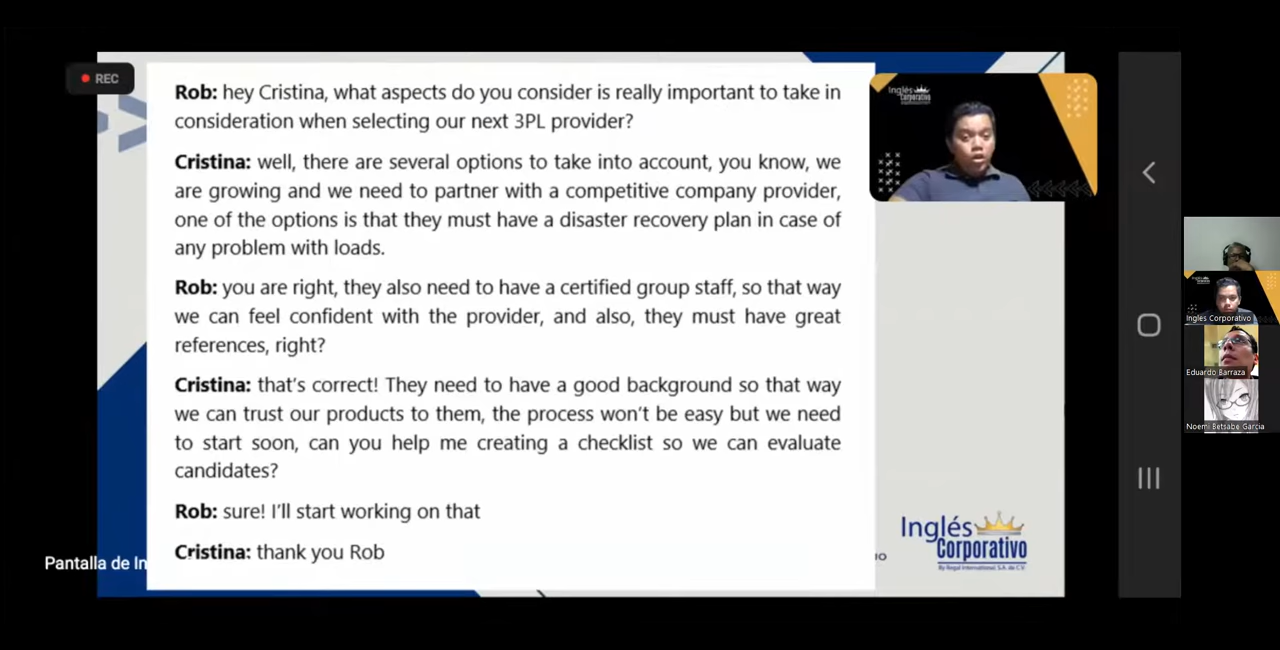 REC
Rob: hey Cristina, what aspects do you consider is really important to take in
consideration when selecting our next 3PL provider?
Cristina: well, there are several options to take into account, you know, we
are growing and we need to partner with a competitive company provider,
one of the options is that they must have a disaster recovery plan in case of
any problem with loads.
Rob: you are right, they also need to have a certified group staff, so that way
we can feel confident with the provider, and also, they must have great
references, right?
Cristina: that's correct! They need to have a good background so that way
we can trust our products to them, the process won't be easy but we need
to start soon, can you help me creating a checklist so we can evaluate
candidates?
Rob: sure! I'll start working on that
Cristina: thank you Rob
Pantalla de In
Inglés
Corporativo
Inglés
Corporativo
By Regal International, S.A. de C.V.
Inglés Corporativo
Eduardo Barraza
Noemi Betsabe Garcia